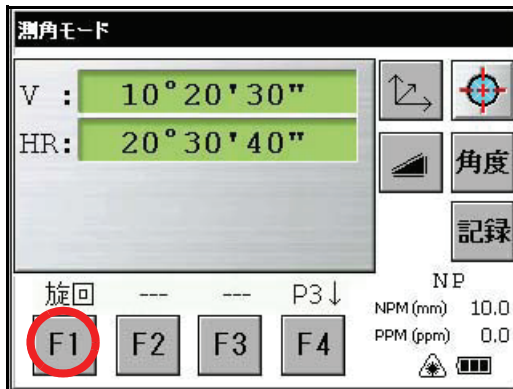 測角モード
V : 10°20'30"
HR: 20°30'40"
角度
記録
旋回 --- --- P3↓
F1 F2 F3 F4
NP
NPM (mm) 10.0
PPM (ppm) 0.0